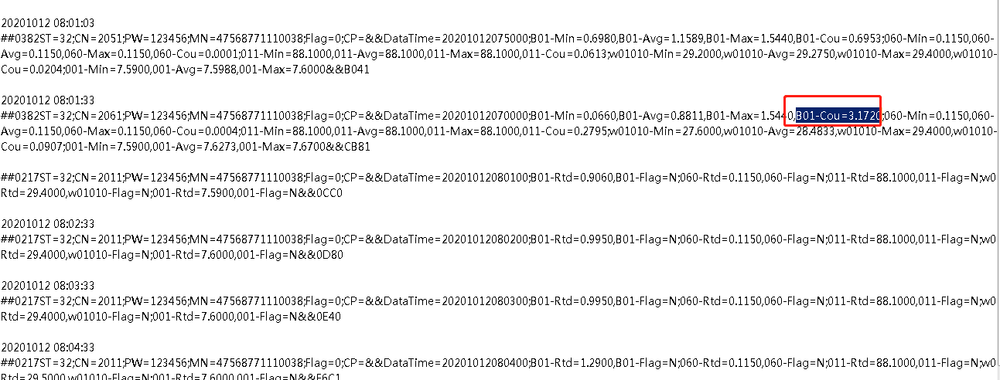 20201012 08:01:03
##0382ST=32;CN=2051;PW=123456;MN=47568771110038;Flag=0;CP=&&DataTime=20201012075000;B01-Min=0.6980,B01-Avg=1.1589,B01-Max=1.5440,B01-Cou=0.6953;060-Min=0.1150,060-
Avg=0.1150,060-Max=0.1150,060-Cou=0.0001;011-Min=88.1000,011-Avg=88.1000,011-Max=88.1000,011-Cou=0.0613;w01010-Min=29.2000,w01010-Avg=29.2750,w01010-Max=29.4000,w01010-
Cou=0.0204;001-Min=7.5900,001-Avg=7.5988,001-Max=7.6000&&B041
20201012 08:01:33
##0382ST=32;CN=2061;PW=123456;MN=47568771110038;Flag=0;CP=&&DataTime=20201012070000;B01-Min=0.0660,B01-Avg=0.8811,B01-Max=1.5440,B01-Cou=3.1720;060-Min=0.1150,060-
Avg=0.1150,060-Max=0.1150,060-Cou=0.0004;011-Min=88.1000,011-Avg=88.1000,011-Max=88.1000,011-Cou=0.2795;w01010-Min=27.6000,w01010-Avg=28.4833,w01010-Max=29.4000,w01010-
Cou=0.0907;001-Min=7.5900,001-Avg=7.6273,001-Max=7.6700&&CB81
##0217ST=32;CN=2011;PW=123456;MN=47568771110038;Flag=0;CP=&&DataTime=20201012080100;B01-Rtd=0.9060,B01-Flag=N;060-Rtd=0.1150,060-Flag=N;011-Rtd=88.1000,011-Flag=N;w0
Rtd=29.4000,w01010-Flag=N;001-Rtd=7.5900,001-Flag=N&&0CC0
20201012 08:02:33
##0217ST=32;CN=2011;PW=123456;MN=47568771110038;Flag=0;CP=&&DataTime=20201012080200;B01-Rtd=0.9950,B01-Flag=N;060-Rtd=0.1150,060-Flag=N;011-Rtd=88.1000,011-Flag=N;w0
Rtd=29.4000,w01010-Flag=N;001-Rtd=7.6000,001-Flag=N&&0D80
20201012 08:03:33
##0217ST=32;CN=2011;PW=123456;MN=47568771110038;Flag=0;CP=&&DataTime=20201012080300;B01-Rtd=0.9950,B01-Flag=N;060-Rtd=0.1150,060-Flag=N;011-Rtd=88.1000,011-Flag=N;w0
Rtd=29.4000,w01010-Flag=N;001-Rtd=7.6000,001-Flag=N&&0E40
20201012 08:04:33
##0217ST=32;CN=2011;PW=123456;MN=47568771110038;Flag=0;CP=&&DataTime=20201012080400;B01-Rtd=1.2900,B01-Flag=N;060-Rtd=0.1150,060-Flag=N;011-Rtd=88.1000,011-Flag=N;w0
Rtd=29.5000,w01010-Flag=N;001-Rtd=7.6000,001-Flag=N&&E6C1